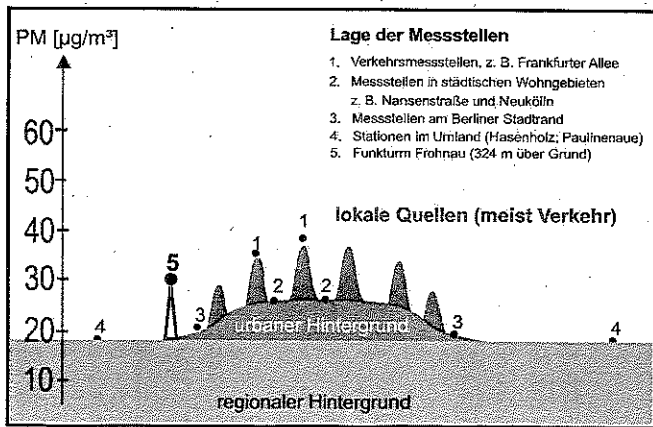 PM [µg/m³]
Lage der Messstellen
1. Verkehrsmessstellen, z. B. Frankfurter Allee
2. Messstellen in städtischen Wohngebieten
z. B. Nansenstraße und Neukölln
3. Messstellen am Berliner Stadtrand
4. Stationen im Umland (Hasenholz; Paulinenaue)
5. Funkturm Frohnau (324 m über Grund)
60
50
lokale Quellen (meist Verkehr)
40
1
1
5
30
2
2
3
3
20
4
4
urbaner Hintergrund
10
regionaler Hintergrund